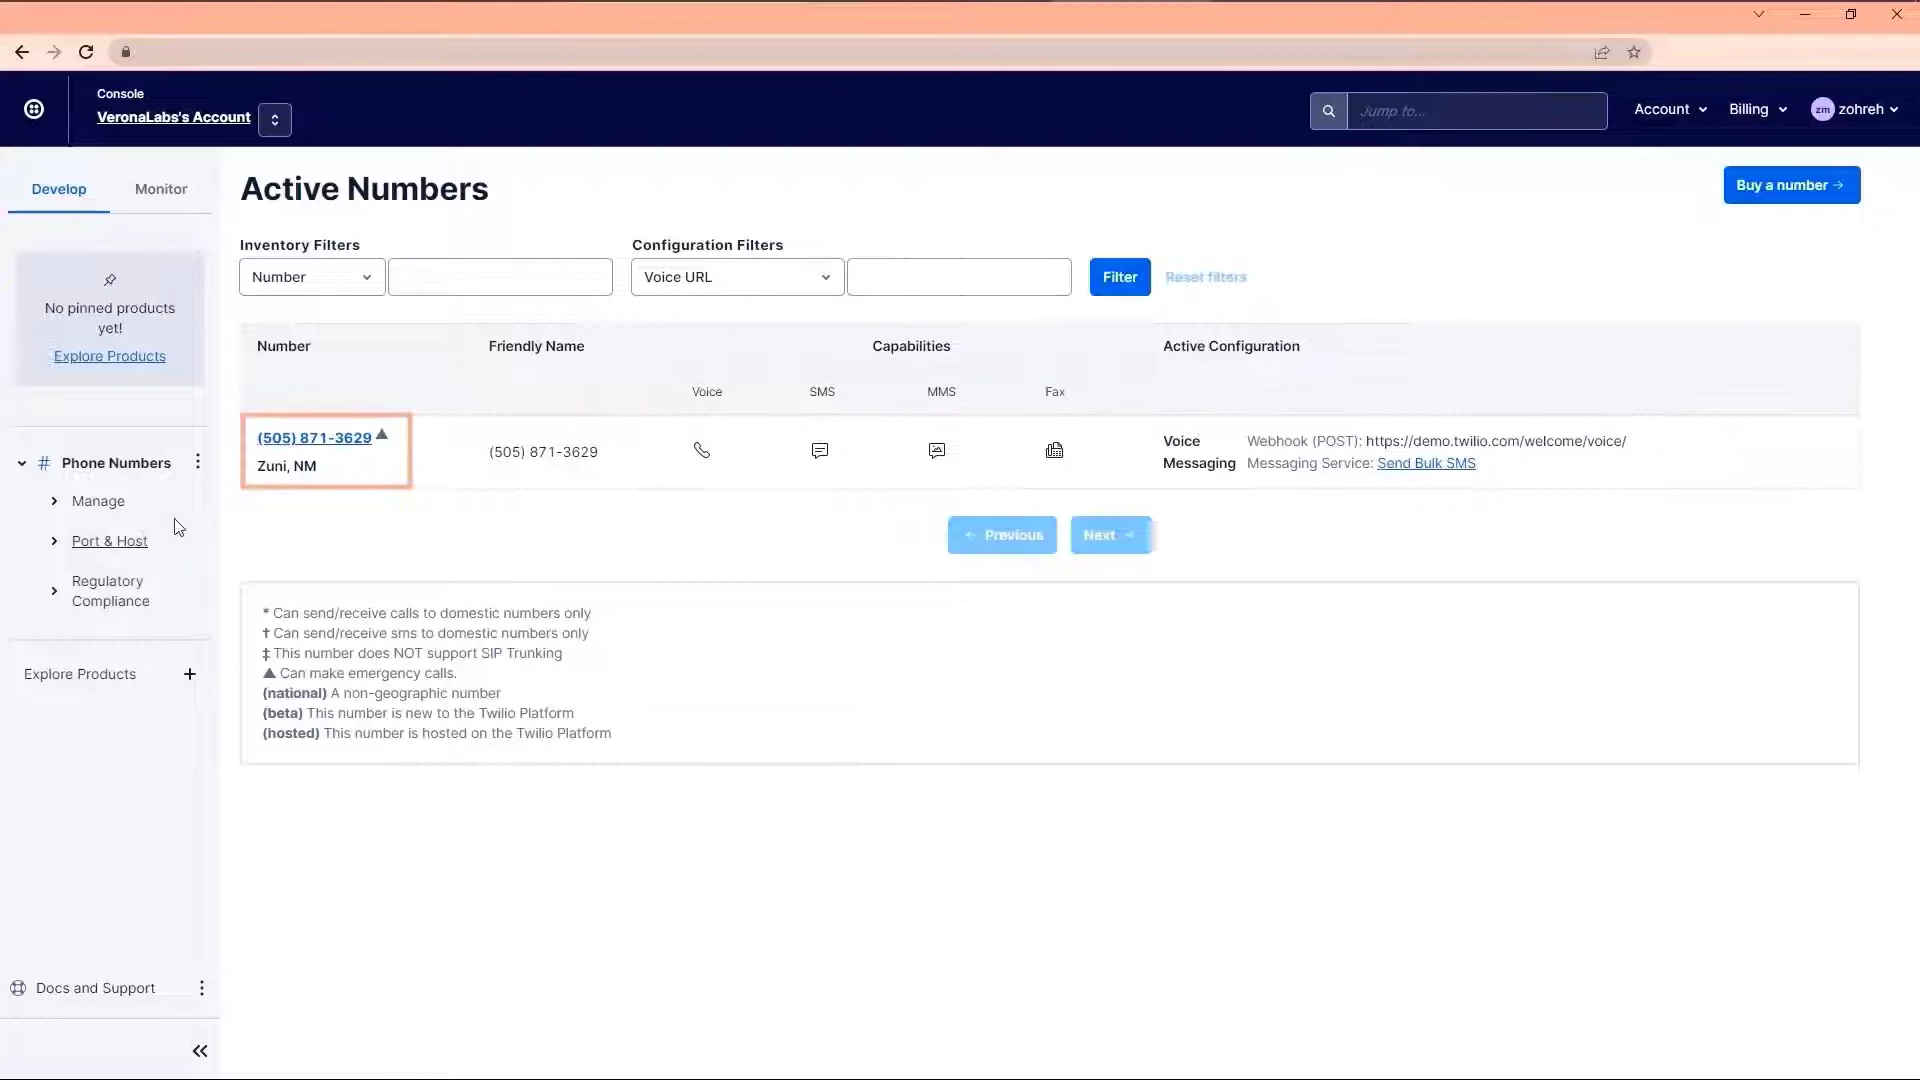 Console
VeronaLabs's Account
Jump to...
Account
Billing
zm zohreh
Develop
Monitor
Active Numbers
Buy a number →
No pinned products
yet!
Explore Products
Inventory Filters
Configuration Filters
Number
Voice URL
Filter
Reset filters
Number
Friendly Name
Capabilities
Active Configuration
Voice
SMS
MMS
Fax
(505) 871-3629 ▲
Zuni, NM
(505) 871-3629
Voice Webhook (POST): https://demo.twilio.com/welcome/voice/
Messaging Messaging Service: Send Bulk SMS
# Phone Numbers
Manage
Port & Host
Regulatory
Compliance
Explore Products +
← Previous
Next
* Can send/receive calls to domestic numbers only
† Can send/receive sms to domestic numbers only
‡ This number does NOT support SIP Trunking
▲ Can make emergency calls.
(national) A non-geographic number
(beta) This number is new to the Twilio Platform
(hosted) This number is hosted on the Twilio Platform
Docs and Support